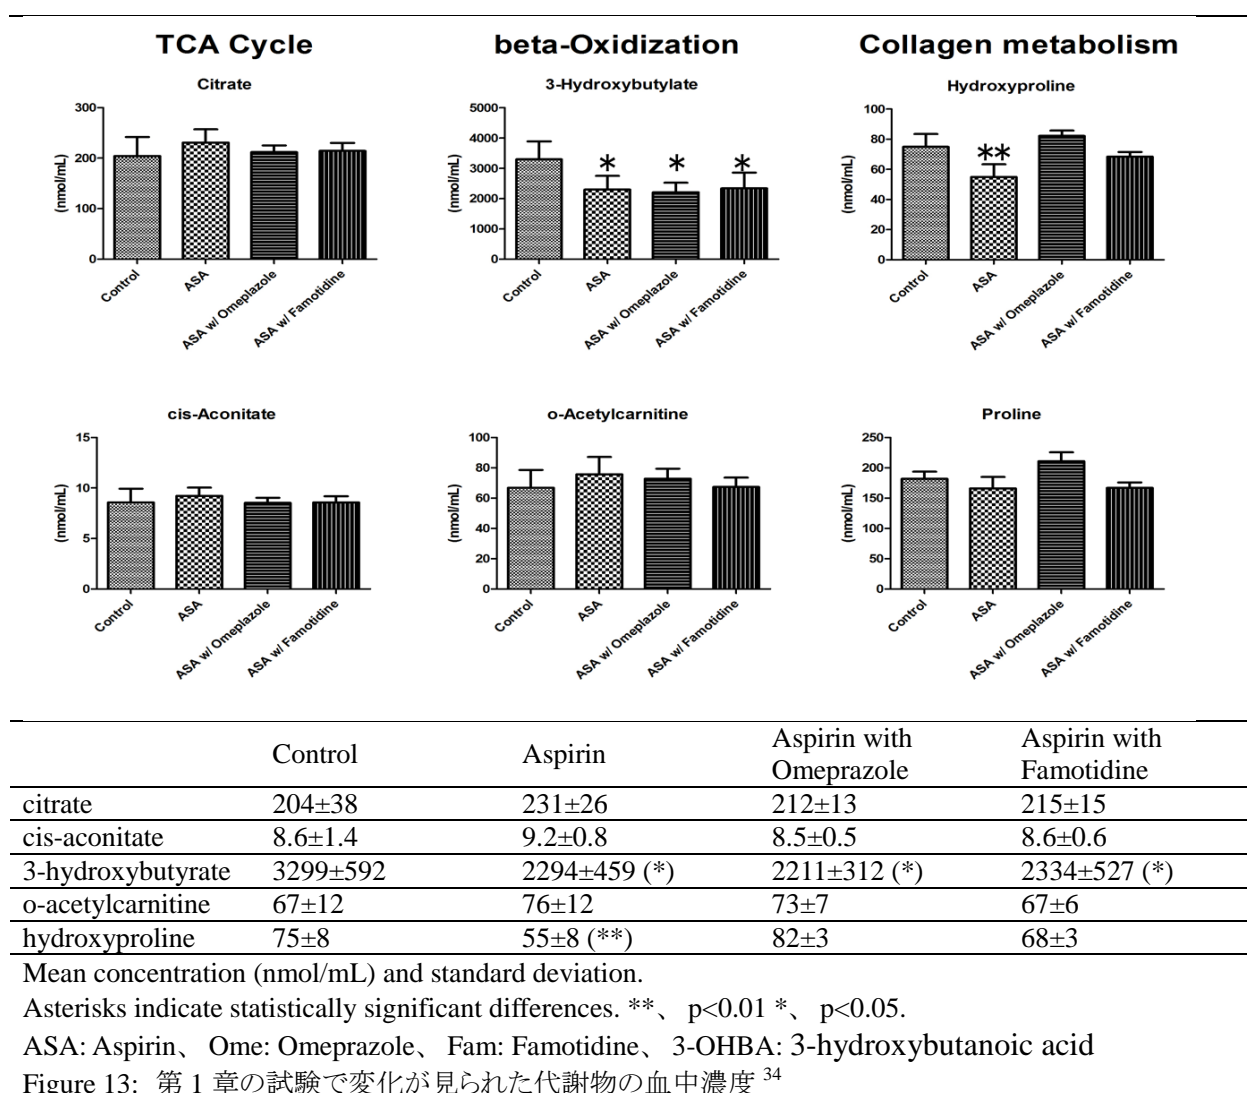 TCA Cycle beta-Oxidization Collagen metabolism
Citrate
300
200
100
0
(nmol/mL)
Control
ASA
ASA w/ Omeplazole
ASA w/ Famotidine
3-Hydroxybutylate
5000
4000
3000
2000
1000
0
(nmol/mL)
* * *
Control
ASA
ASA w/ Omeplazole
ASA w/ Famotidine
Hydroxyproline
100
80
60
40
20
0
(nmol/mL)
**
Control
ASA
ASA w/ Omeplazole
ASA w/ Famotidine
cis-Aconitate
15
10
5
0
(nmol/mL)
Control
ASA
ASA w/ Omeplazole
ASA w/ Famotidine
o-Acetylcarnitine
100
80
60
40
20
0
(nmol/mL)
Control
ASA
ASA w/ Omeplazole
ASA w/ Famotidine
Proline
250
200
150
100
50
0
(nmol/mL)
Control
ASA
ASA w/ Omeplazole
ASA w/ Famotidine
Control Aspirin Aspirin with Omeprazole Aspirin with Famotidine
citrate 204±38 231±26 212±13 215±15
cis-aconitate 8.6±1.4 9.2±0.8 8.5±0.5 8.6±0.6
3-hydroxybutyrate 3299±592 2294±459 (*) 2211±312 (*) 2334±527 (*)
o-acetylcarnitine 67±12 76±12 73±7 67±6
hydroxyproline 75±8 55±8 (**) 82±3 68±3
Mean concentration (nmol/mL) and standard deviation.
Asterisks indicate statistically significant differences. **、 p<0.01 *、 p<0.05.
ASA: Aspirin、 Ome: Omeprazole、 Fam: Famotidine、 3-OHBA: 3-hydroxybutanoic acid
Figure 13: 第 1 章の試験で変化が見られた代謝物の血中濃度 34